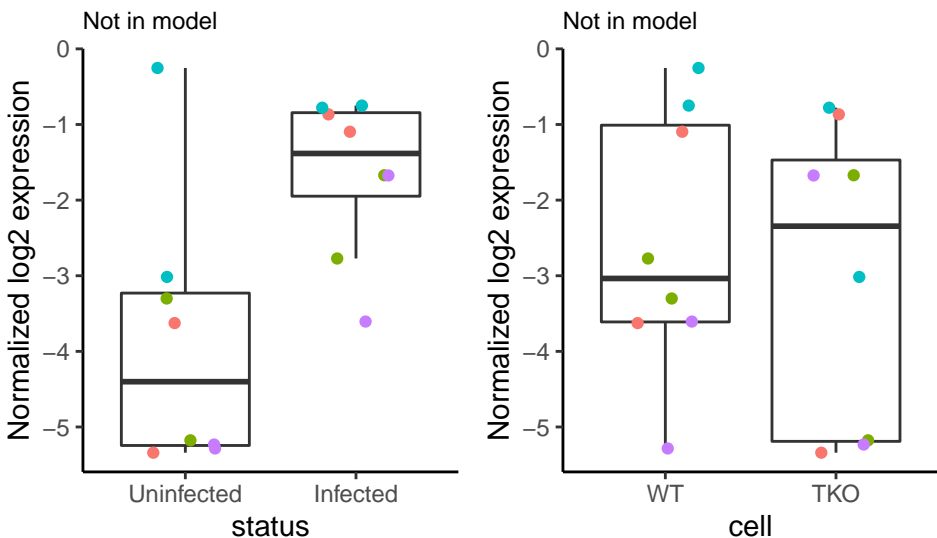 Not in model
Normalized log2 expression
0
−1
−2
−3
−4
−5
Uninfected
Infected
status
Not in model
Normalized log2 expression
0
−1
−2
−3
−4
−5
WT
TKO
cell